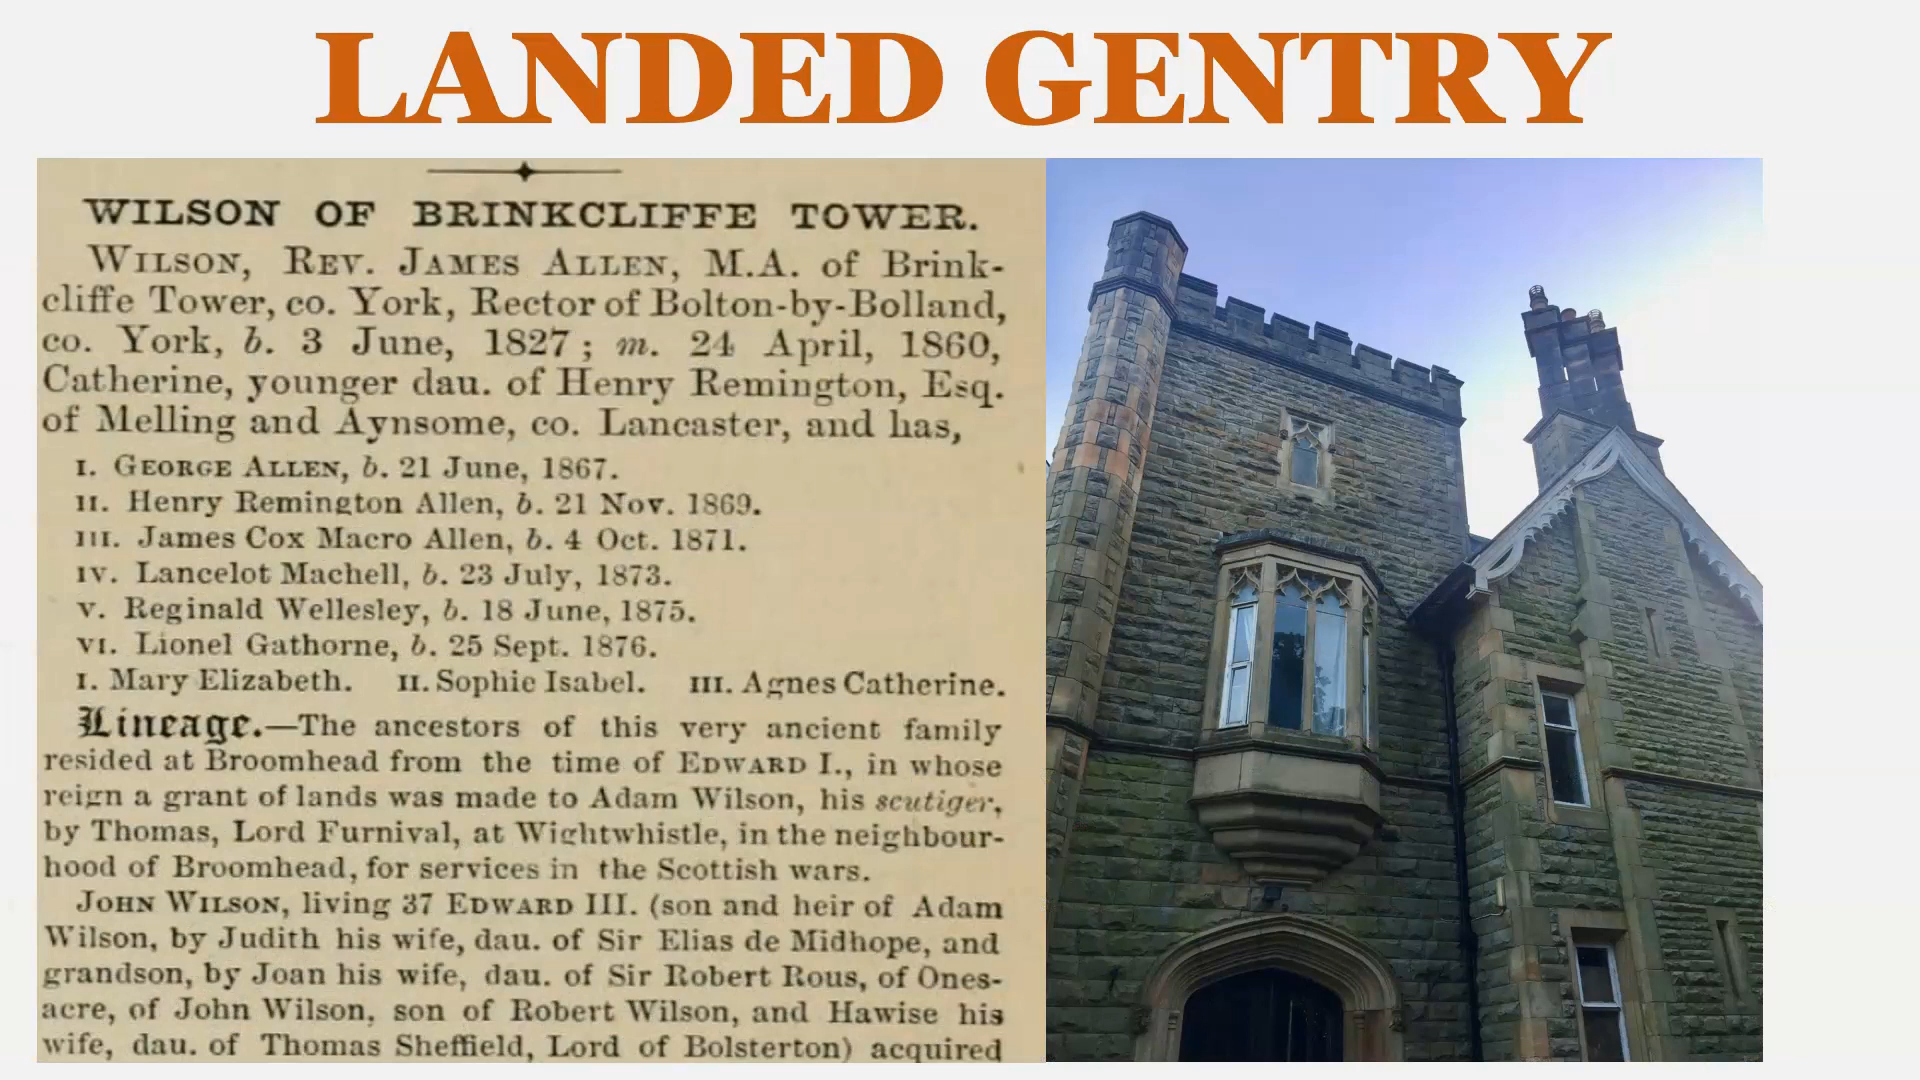 LANDED GENTRY
WILSON OF BRINKCLIFFE TOWER.
WILSON, REV. JAMES ALLEN, M.A. of Brink-
cliffe Tower, co. York, Rector of Bolton-by-Bolland,
co. York, b. 3 June, 1827; m. 24 April, 1860,
Catherine, younger dau. of Henry Remington, Esq.
of Melling and Aynsome, co. Lancaster, and has,
I. GEORGE ALLEN, b. 21 June, 1867.
II. Henry Remington Allen, b. 21 Nov. 1869.
III. James Cox Macro Allen, b. 4 Oct. 1871.
IV. Lancelot Machell, b. 23 July, 1873.
V. Reginald Wellesley, b. 18 June, 1875.
VI. Lionel Gathorne, b. 25 Sept. 1876.
I. Mary Elizabeth. II. Sophie Isabel. III. Agnes Catherine.
Lineage.—The ancestors of this very ancient family
resided at Broomhead from the time of EDWARD I., in whose
reign a grant of lands was made to Adam Wilson, his scutiger,
by Thomas, Lord Furnival, at Wightwhistle, in the neighbour-
hood of Broomhead, for services in the Scottish wars.
JOHN WILSON, living 37 EDWARD III. (son and heir of Adam
Wilson, by Judith his wife, dau. of Sir Elias de Midhope, and
grandson, by Joan his wife, dau. of Sir Robert Rous, of Ones-
acre, of John Wilson, son of Robert Wilson, and Hawise his
wife, dau. of Thomas Sheffield, Lord of Bolsterton) acquired